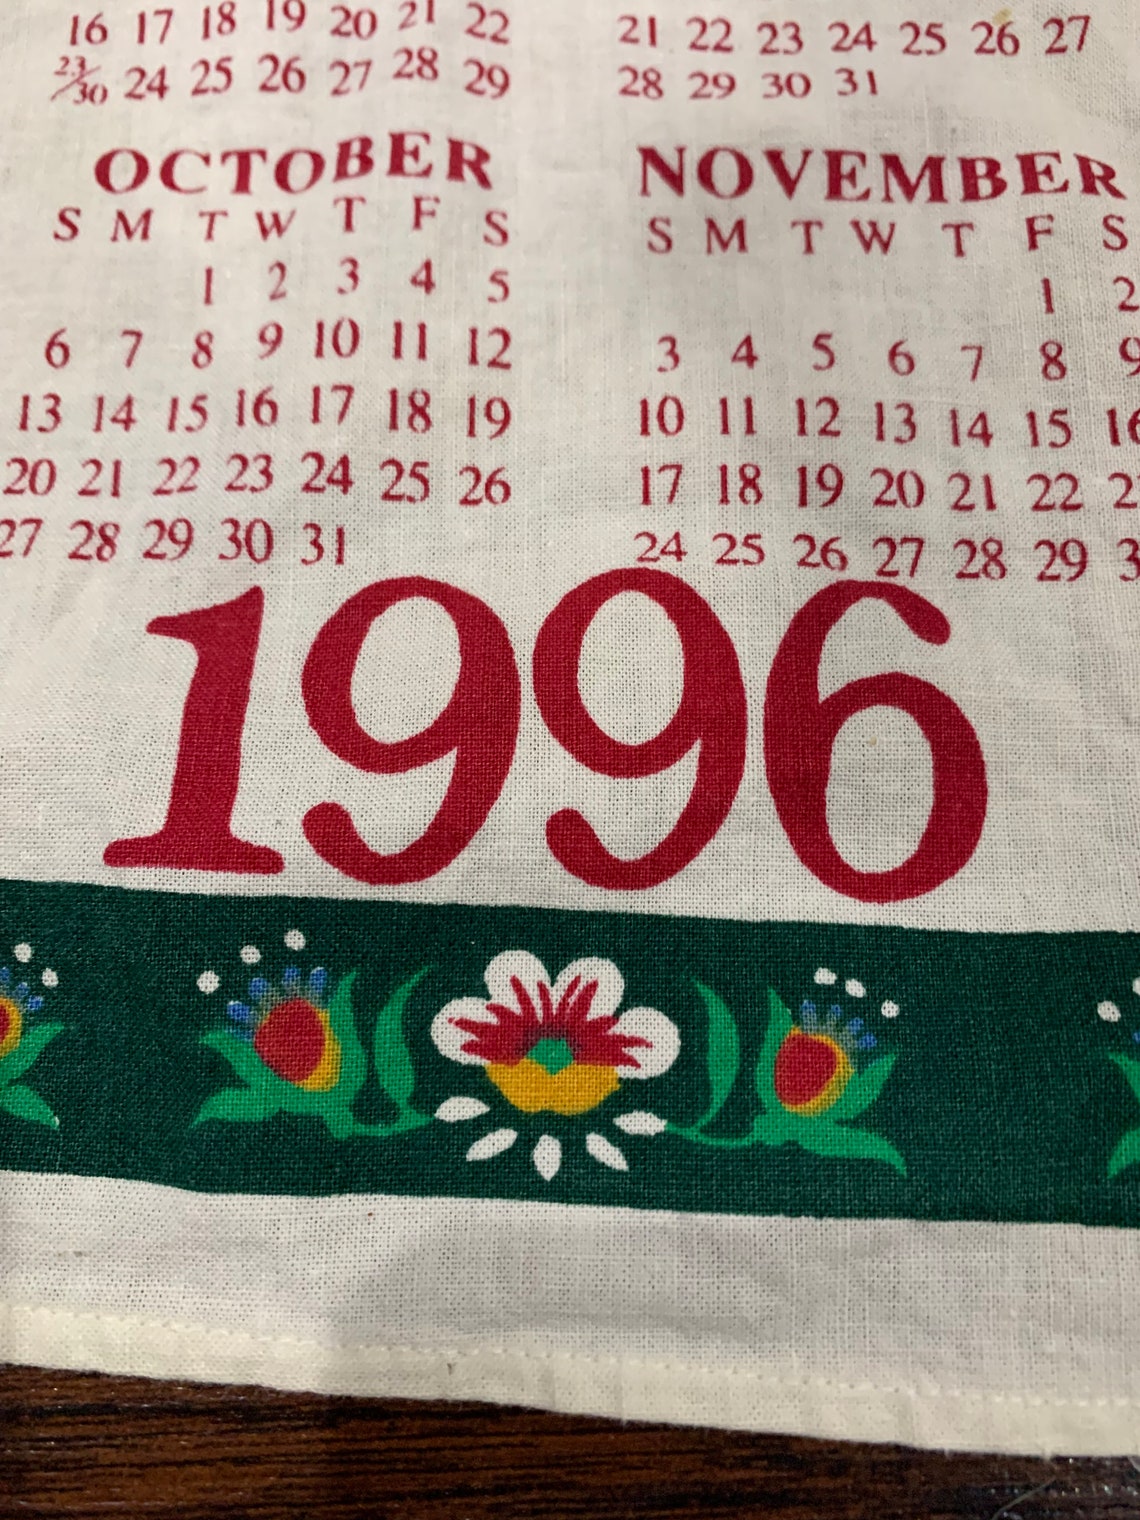 16 17 18 19 20 21 22
23/30 24 25 26 27 28 29
21 22 23 24 25 26 27
28 29 30 31
OCTOBER
S M T W T F S
1 2 3 4 5
6 7 8 9 10 11 12
13 14 15 16 17 18 19
20 21 22 23 24 25 26
27 28 29 30 31
NOVEMBER
S M T W T F S
1 2
3 4 5 6 7 8 9
10 11 12 13 14 15 16
17 18 19 20 21 22
24 25 26 27 28 29
1996